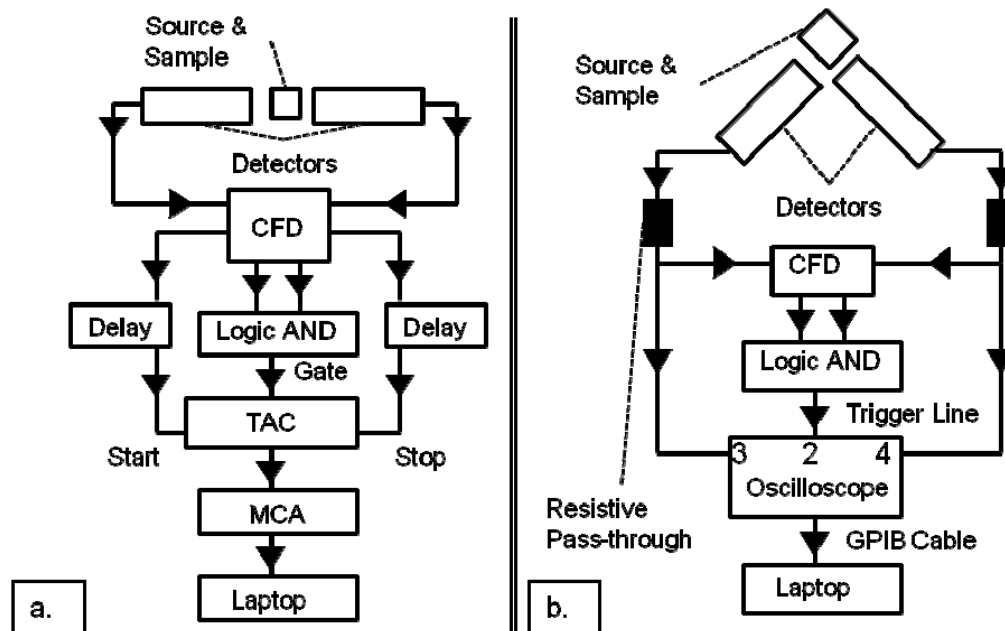 Source &
Sample
Detectors
CFD
Delay
Logic AND
Delay
Gate
TAC
Start
Stop
MCA
Laptop
a.
Source &
Sample
Detectors
CFD
Logic AND
Trigger Line
3 2 4
Oscilloscope
Resistive
Pass-through
GPIB Cable
Laptop
b.